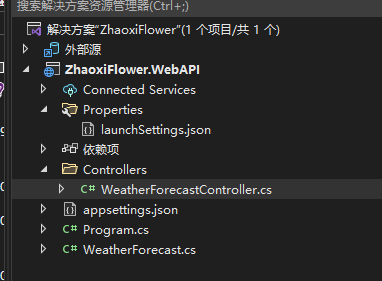 搜索解决方案资源管理器(Ctrl+;)
解决方案"ZhaoxiFlower"(1 个项目/共 1 个)
外部源
ZhaoxiFlower.WebAPI
Connected Services
Properties
launchSettings.json
依赖项
Controllers
C# WeatherForecastController.cs
appsettings.json
C# Program.cs
C# WeatherForecast.cs